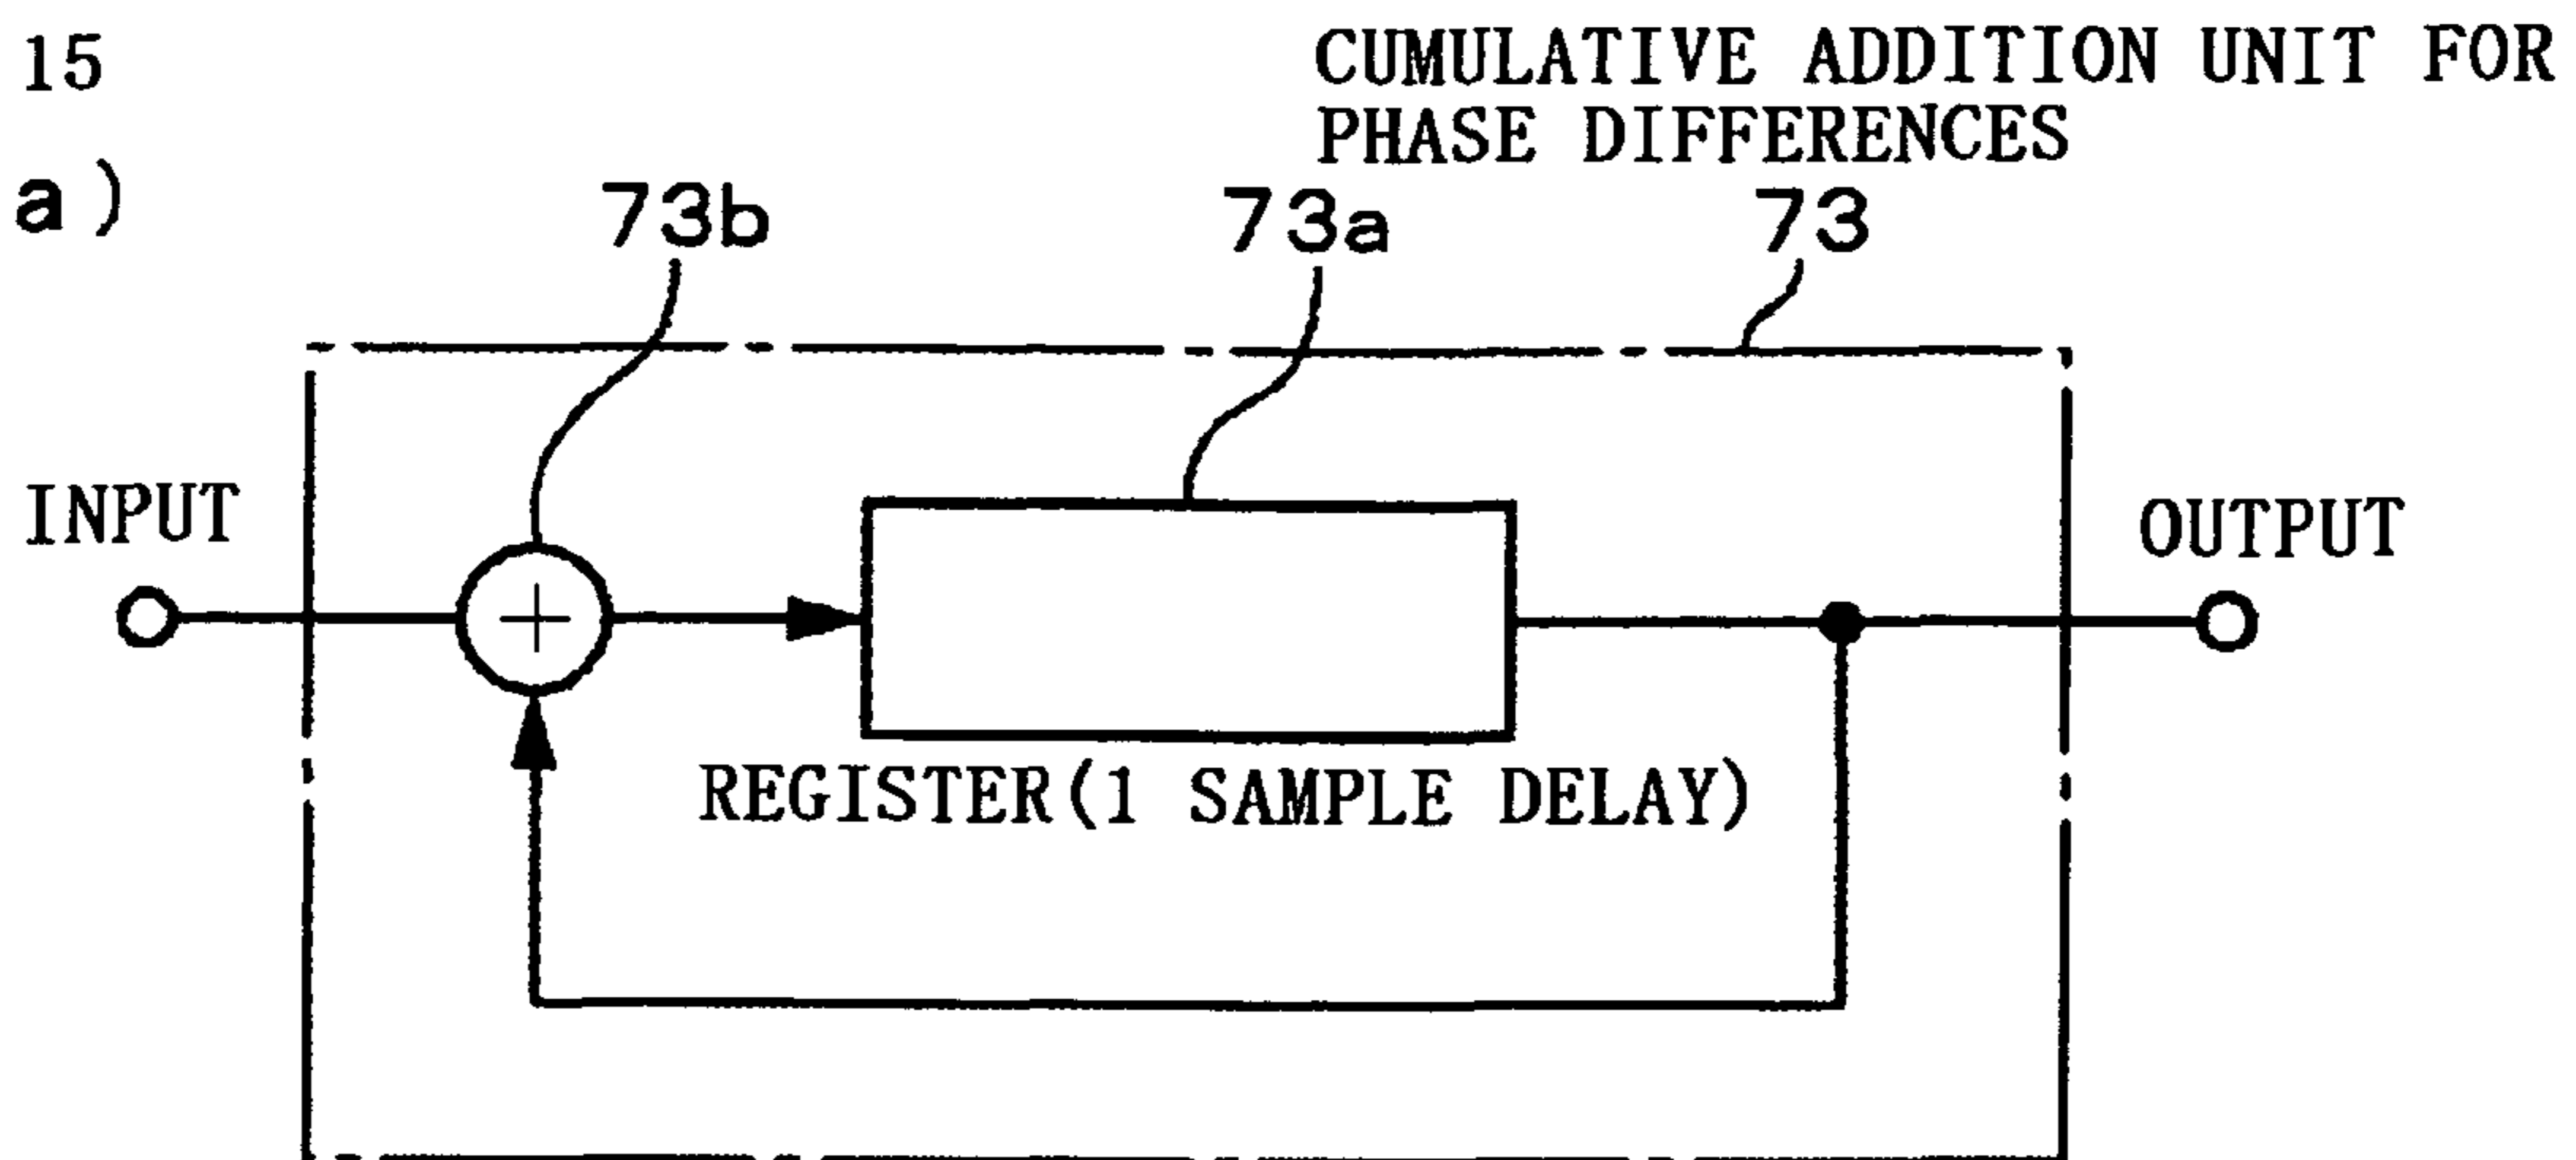 15
CUMULATIVE ADDITION UNIT FOR
PHASE DIFFERENCES
a)
73b
73a
73
INPUT
+
OUTPUT
REGISTER(1 SAMPLE DELAY)